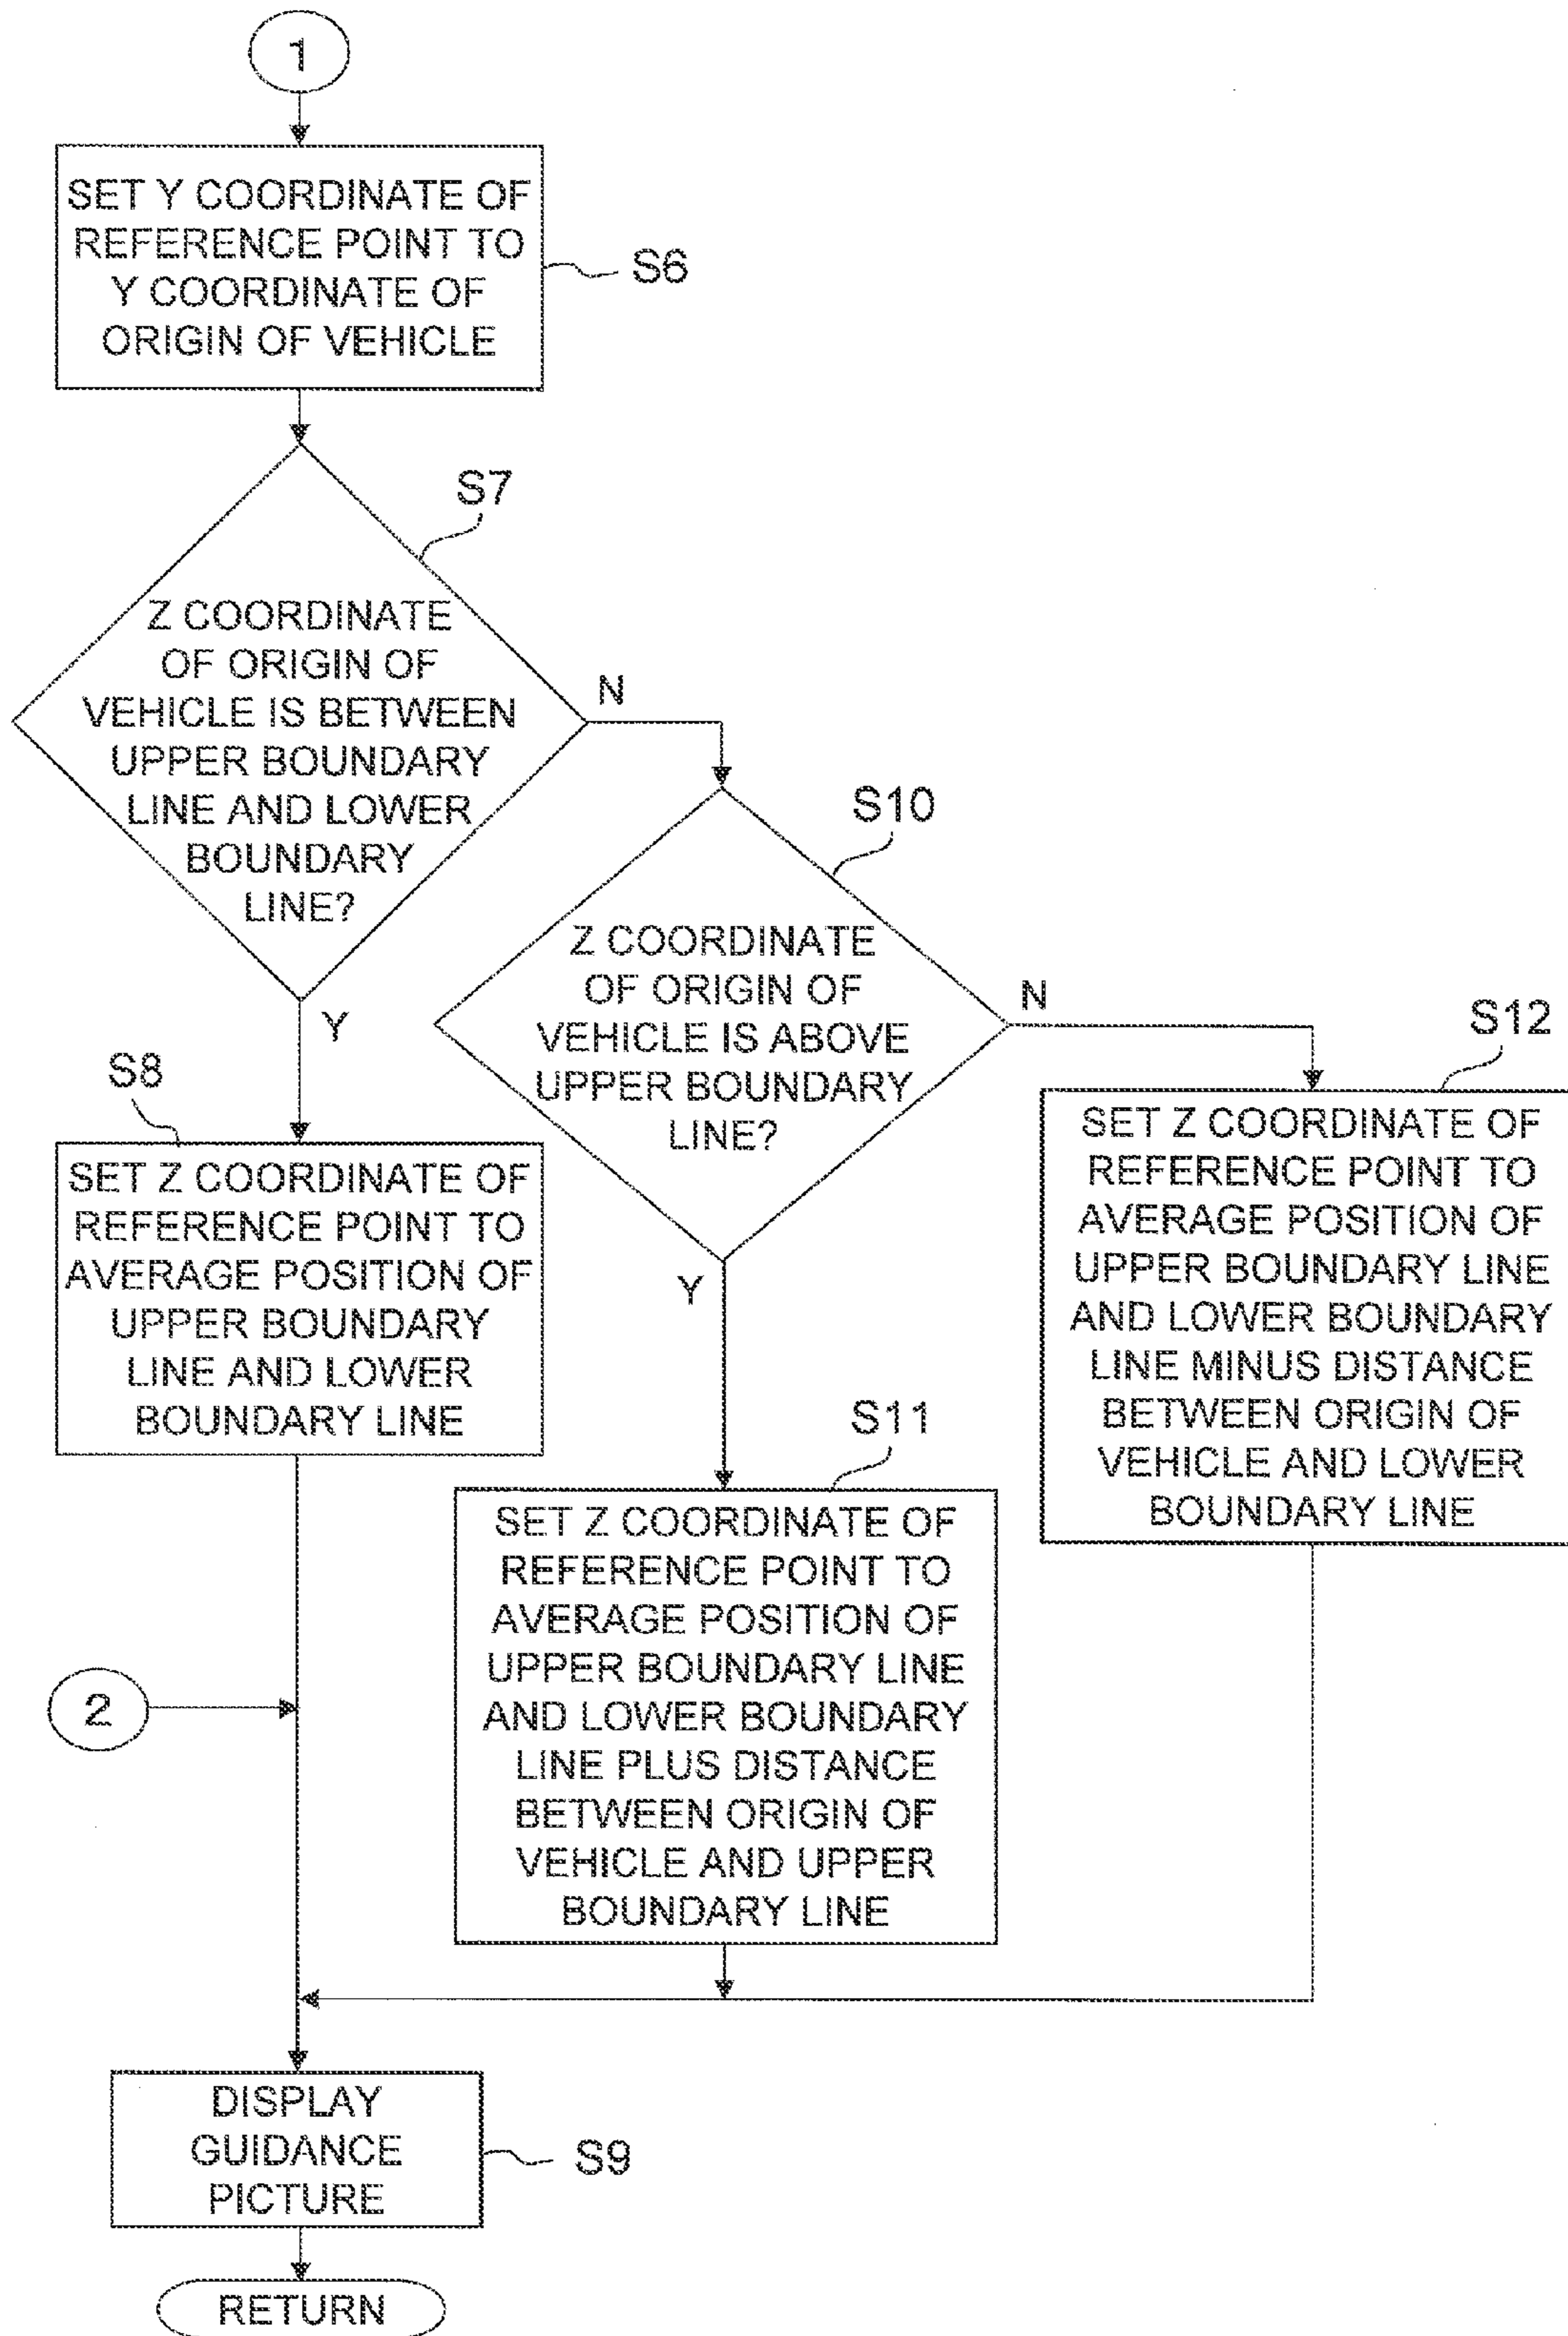 1
SET Y COORDINATE OF
REFERENCE POINT TO
Y COORDINATE OF
ORIGIN OF VEHICLE
S6
S7
Z COORDINATE
OF ORIGIN OF
VEHICLE IS BETWEEN
UPPER BOUNDARY
LINE AND LOWER
BOUNDARY
LINE?
N
Y
S10
Z COORDINATE
OF ORIGIN OF
VEHICLE IS ABOVE
UPPER BOUNDARY
LINE?
N
Y
S12
SET Z COORDINATE OF
REFERENCE POINT TO
AVERAGE POSITION OF
UPPER BOUNDARY LINE
AND LOWER BOUNDARY
LINE MINUS DISTANCE
BETWEEN ORIGIN OF
VEHICLE AND LOWER
BOUNDARY LINE
S8
SET Z COORDINATE OF
REFERENCE POINT TO
AVERAGE POSITION OF
UPPER BOUNDARY
LINE AND LOWER
BOUNDARY LINE
S11
SET Z COORDINATE OF
REFERENCE POINT TO
AVERAGE POSITION OF
UPPER BOUNDARY LINE
AND LOWER BOUNDARY
LINE PLUS DISTANCE
BETWEEN ORIGIN OF
VEHICLE AND UPPER
BOUNDARY LINE
2
DISPLAY
GUIDANCE
PICTURE
S9
RETURN